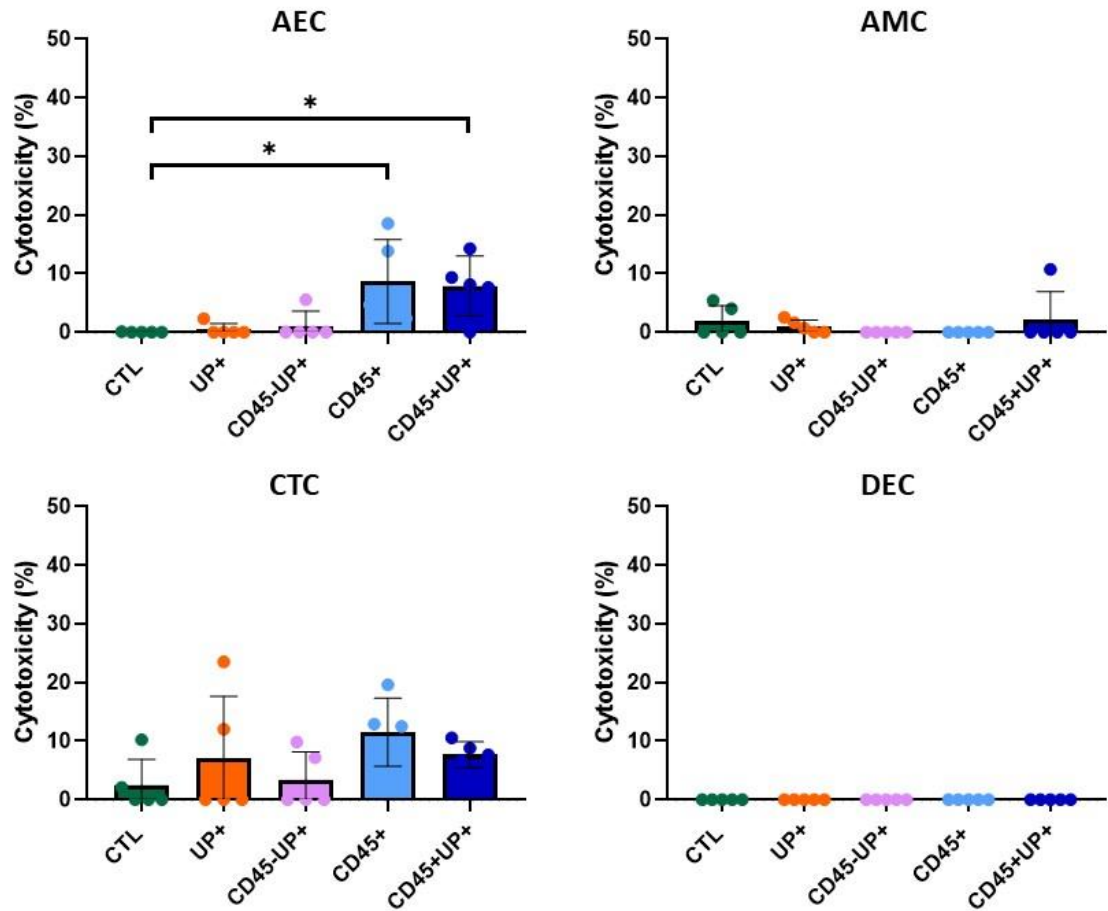 AEC
Cytotoxicity (%)
50
40
30
20
10
0
*
*
CTL
UP+
CD45-UP+
CD45+
CD45+UP+
AMC
Cytotoxicity (%)
50
40
30
20
10
0
CTL
UP+
CD45-UP+
CD45+
CD45+UP+
CTC
Cytotoxicity (%)
50
40
30
20
10
0
CTL
UP+
CD45-UP+
CD45+
CD45+UP+
DEC
Cytotoxicity (%)
50
40
30
20
10
0
CTL
UP+
CD45-UP+
CD45+
CD45+UP+